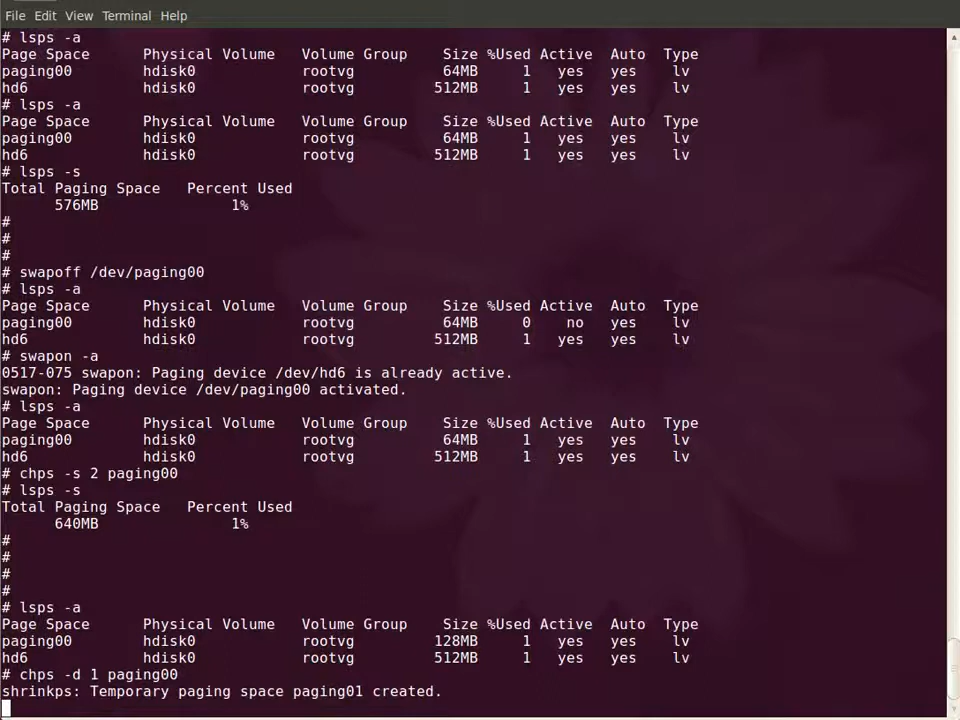 File Edit View Terminal Help
# lsps -a
Page Space      Physical Volume   Volume Group    Size %Used Active  Auto  Type
paging00        hdisk0            rootvg          64MB     1   yes   yes    lv
hd6             hdisk0            rootvg         512MB     1   yes   yes    lv
# lsps -a
Page Space      Physical Volume   Volume Group    Size %Used Active  Auto  Type
paging00        hdisk0            rootvg          64MB     1   yes   yes    lv
hd6             hdisk0            rootvg         512MB     1   yes   yes    lv
# lsps -s
Total Paging Space   Percent Used
      576MB               1%
#
#
#
# swapoff /dev/paging00
# lsps -a
Page Space      Physical Volume   Volume Group    Size %Used Active  Auto  Type
paging00        hdisk0            rootvg          64MB     0    no   yes    lv
hd6             hdisk0            rootvg         512MB     1   yes   yes    lv
# swapon -a
0517-075 swapon: Paging device /dev/hd6 is already active.
swapon: Paging device /dev/paging00 activated.
# lsps -a
Page Space      Physical Volume   Volume Group    Size %Used Active  Auto  Type
paging00        hdisk0            rootvg          64MB     1   yes   yes    lv
hd6             hdisk0            rootvg         512MB     1   yes   yes    lv
# chps -s 2 paging00
# lsps -s
Total Paging Space   Percent Used
      640MB               1%
#
#
#
#
# lsps -a
Page Space      Physical Volume   Volume Group    Size %Used Active  Auto  Type
paging00        hdisk0            rootvg         128MB     1   yes   yes    lv
hd6             hdisk0            rootvg         512MB     1   yes   yes    lv
# chps -d 1 paging00
shrinkps: Temporary paging space paging01 created.